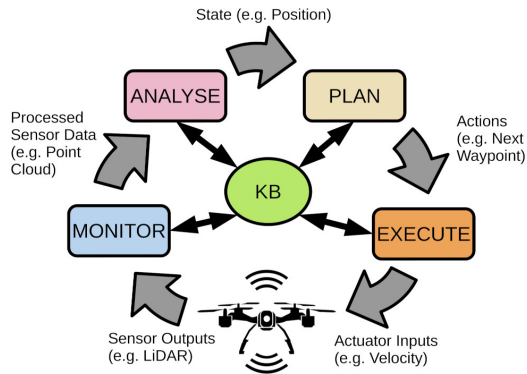 State (e.g. Position)
ANALYSE
PLAN
Processed
Sensor Data
(e.g. Point
Cloud)
Actions
(e.g. Next
Waypoint)
KB
MONITOR
EXECUTE
Sensor Outputs
(e.g. LiDAR)
Actuator Inputs
(e.g. Velocity)